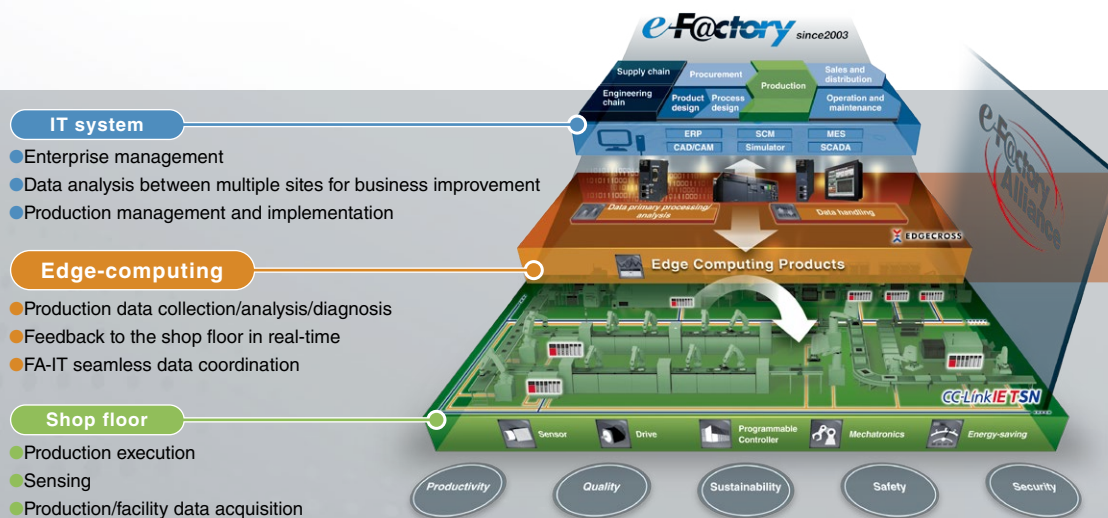 e-F@ctory since2003
Supply chain
Procurement
Production
Sales and
distribution
Engineering
chain
Product
design
Process
design
Operation and
maintenance
IT system
ERP
SCM
MES
CAD/CAM
Simulator
SCADA
●Enterprise management
●Data analysis between multiple sites for business improvement
●Production management and implementation
e-F@ctory
Alliance
Data primary processing/
analysis
Data handling
EDGECROSS
Edge-computing
Edge Computing Products
●Production data collection/analysis/diagnosis
●Feedback to the shop floor in real-time
●FA-IT seamless data coordination
CC-Link IE TSN
Shop floor
Sensor
Drive
Programmable
Controller
Mechatronics
Energy-saving
●Production execution
●Sensing
●Production/facility data acquisition
Productivity
Quality
Sustainability
Safety
Security